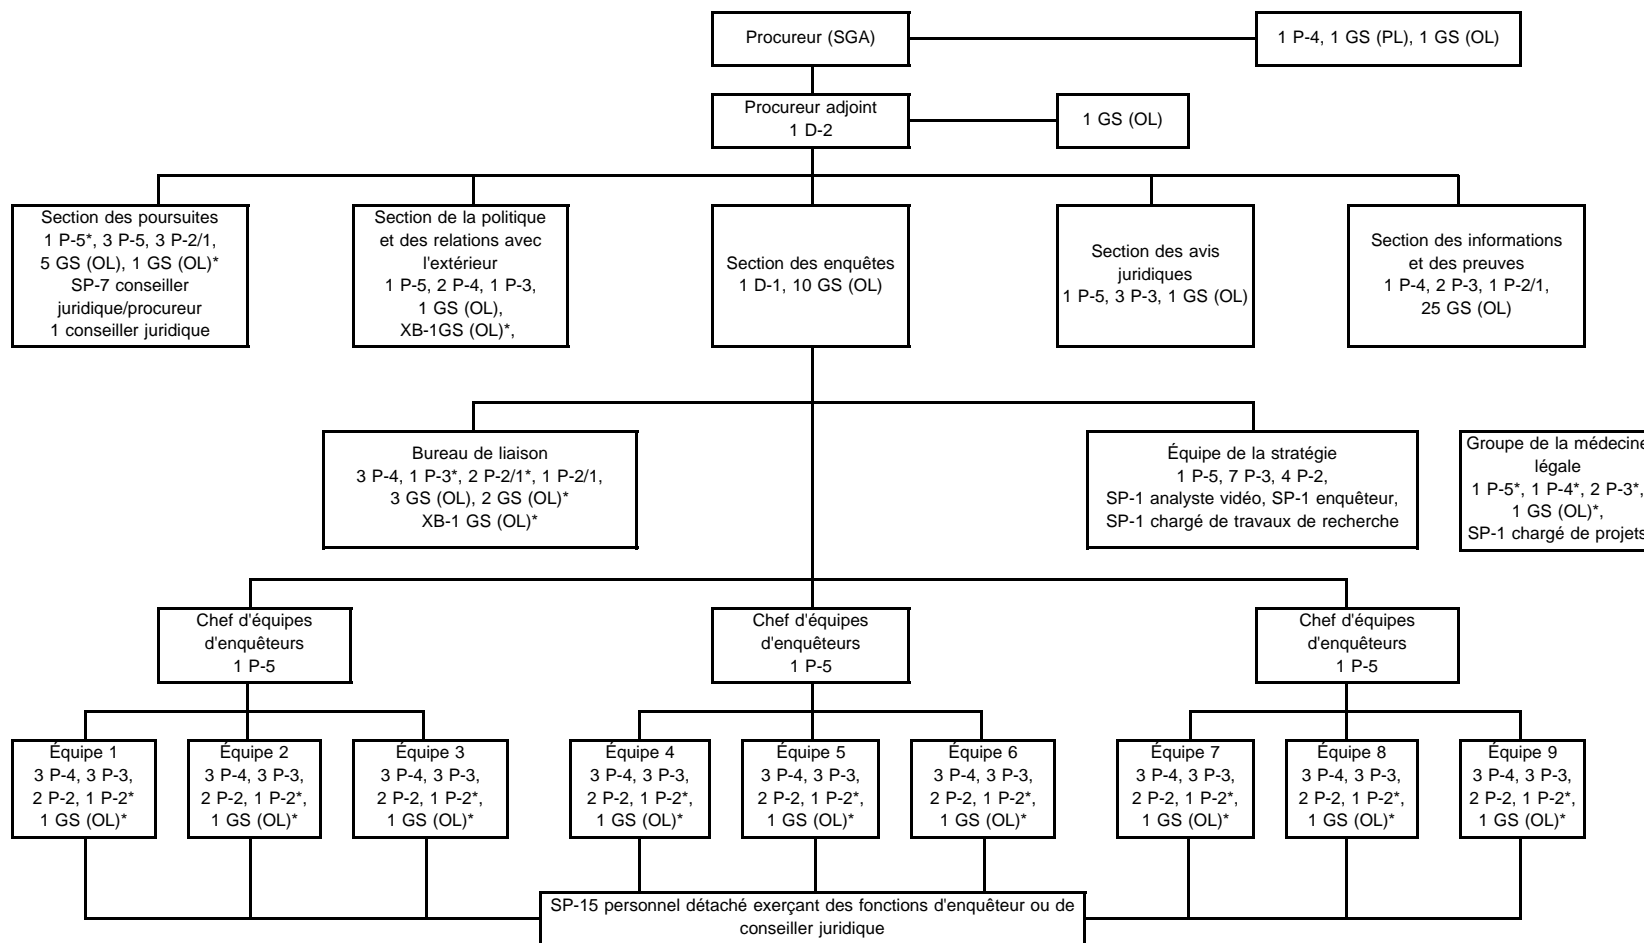 Procureur (SGA)
1 P-4, 1 GS (PL), 1 GS (OL)
Procureur adjoint
1 D-2
1 GS (OL)
Section des poursuites
1 P-5*, 3 P-5, 3 P-2/1,
5 GS (OL), 1 GS (OL)*
SP-7 conseiller
juridique/procureur
1 conseiller juridique
Section de la politique
et des relations avec
l'extérieur
1 P-5, 2 P-4, 1 P-3,
1 GS (OL),
XB-1GS (OL)*,
Section des enquêtes
1 D-1, 10 GS (OL)
Section des avis
juridiques
1 P-5, 3 P-3, 1 GS (OL)
Section des informations
et des preuves
1 P-4, 2 P-3, 1 P-2/1,
25 GS (OL)
Bureau de liaison
3 P-4, 1 P-3*, 2 P-2/1*, 1 P-2/1,
3 GS (OL), 2 GS (OL)*
XB-1 GS (OL)*
Équipe de la stratégie
1 P-5, 7 P-3, 4 P-2,
SP-1 analyste vidéo, SP-1 enquêteur,
SP-1 chargé de travaux de recherche
Groupe de la médecine
légale
1 P-5*, 1 P-4*, 2 P-3*,
1 GS (OL)*,
SP-1 chargé de projets
Chef d'équipes
d'enquêteurs
1 P-5
Chef d'équipes
d'enquêteurs
1 P-5
Chef d'équipes
d'enquêteurs
1 P-5
Équipe 1
3 P-4, 3 P-3,
2 P-2, 1 P-2*,
1 GS (OL)*
Équipe 2
3 P-4, 3 P-3,
2 P-2, 1 P-2*,
1 GS (OL)*
Équipe 3
3 P-4, 3 P-3,
2 P-2, 1 P-2*,
1 GS (OL)*
Équipe 4
3 P-4, 3 P-3,
2 P-2, 1 P-2*,
1 GS (OL)*
Équipe 5
3 P-4, 3 P-3,
2 P-2, 1 P-2*,
1 GS (OL)*
Équipe 6
3 P-4, 3 P-3,
2 P-2, 1 P-2*,
1 GS (OL)*
Équipe 7
3 P-4, 3 P-3,
2 P-2, 1 P-2*,
1 GS (OL)*
Équipe 8
3 P-4, 3 P-3,
2 P-2, 1 P-2*,
1 GS (OL)*
Équipe 9
3 P-4, 3 P-3,
2 P-2, 1 P-2*,
1 GS (OL)*
SP-15 personnel détaché exerçant des fonctions d'enquêteur ou de
conseiller juridique